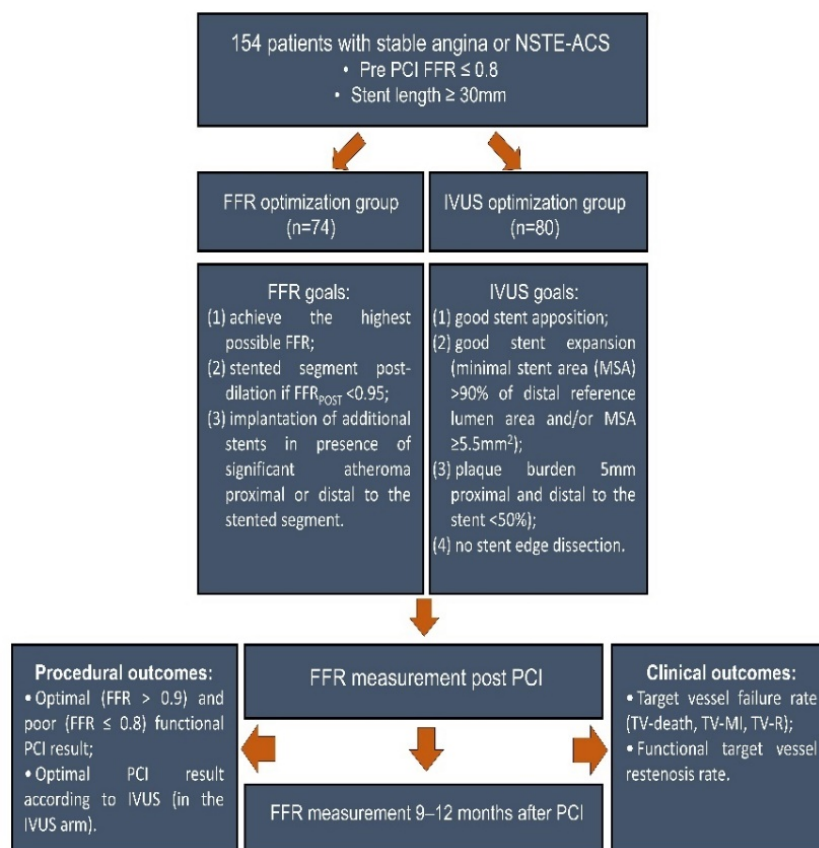 154 patients with stable angina or NSTE-ACS
• Pre PCI FFR ≤ 0.8
• Stent length ≥ 30mm
FFR optimization group
(n=74)
IVUS optimization group
(n=80)
FFR goals:
(1) achieve the highest
possible FFR;
(2) stented segment post-
dilation if FFRPOST <0.95;
(3) implantation of additional
stents in presence of
significant atheroma
proximal or distal to the
stented segment.
IVUS goals:
(1) good stent apposition;
(2) good stent expansion
(minimal stent area (MSA)
>90% of distal reference
lumen area and/or MSA
≥5.5mm²);
(3) plaque burden 5mm
proximal and distal to the
stent <50%);
(4) no stent edge dissection.
Procedural outcomes:
• Optimal (FFR > 0.9) and
poor (FFR ≤ 0.8) functional
PCI result;
• Optimal PCI result
according to IVUS (in the
IVUS arm).
FFR measurement post PCI
FFR measurement 9–12 months after PCI
Clinical outcomes:
• Target vessel failure rate
(TV-death, TV-MI, TV-R);
• Functional target vessel
restenosis rate.